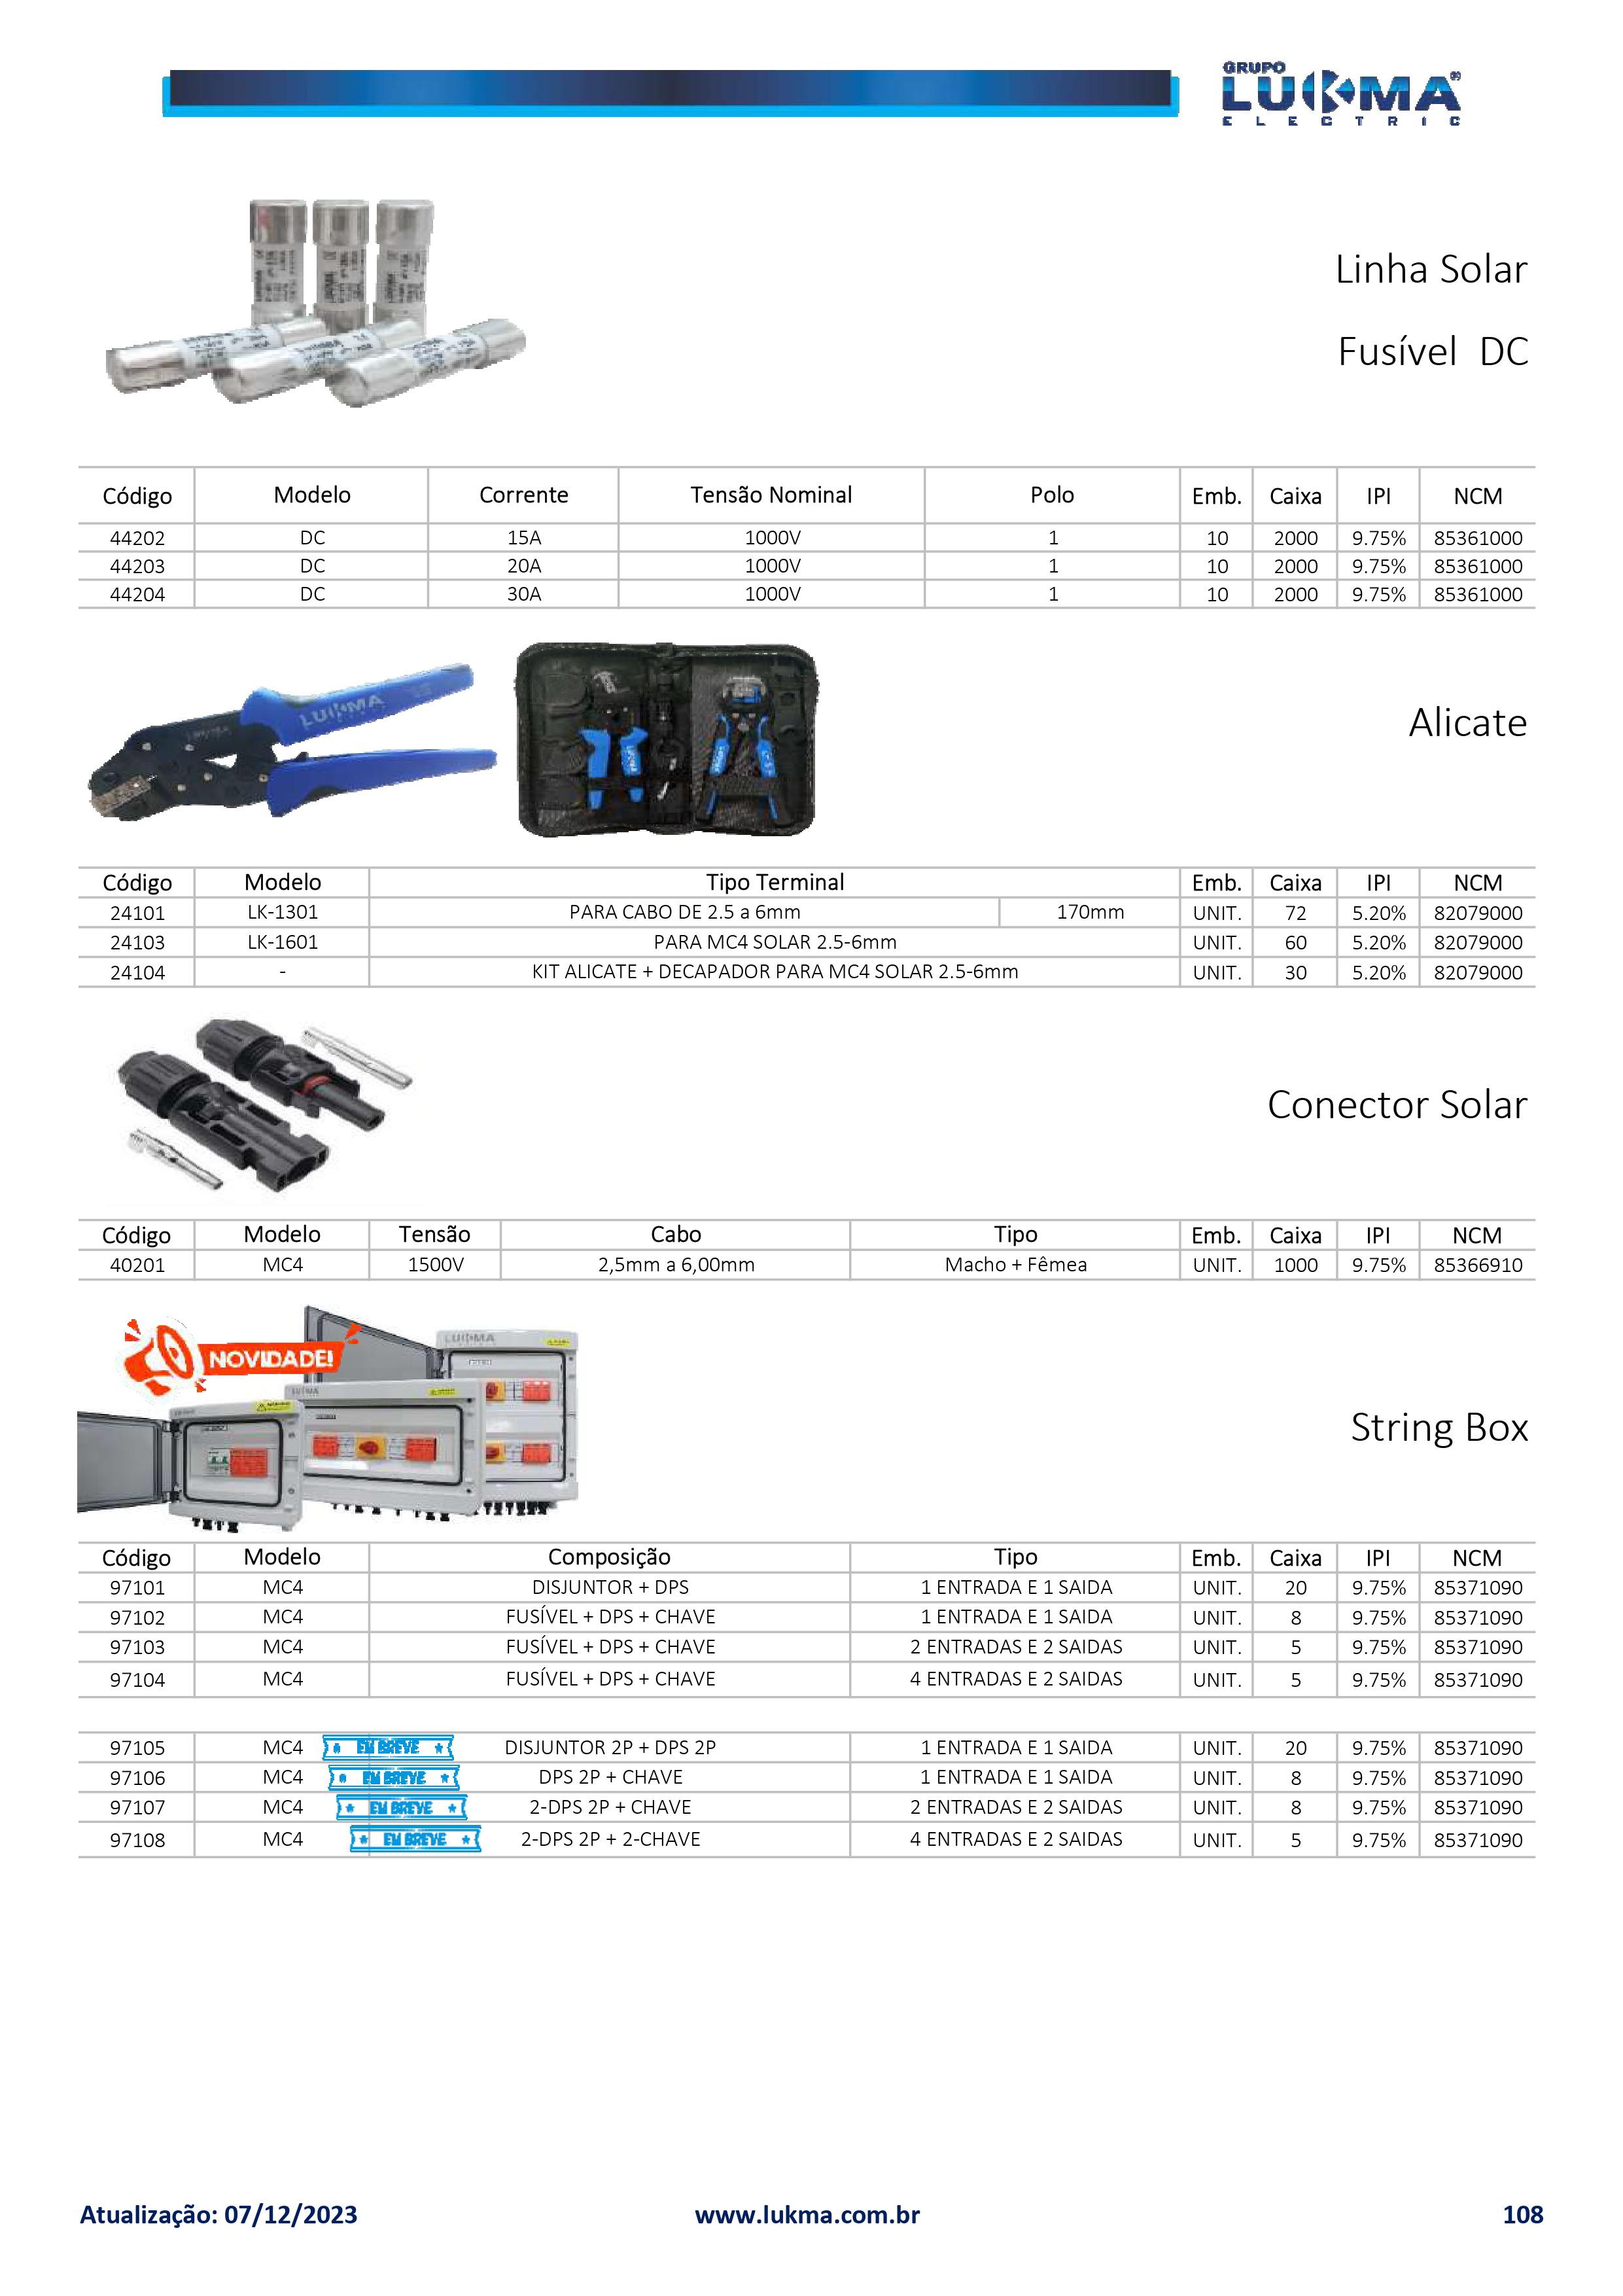 GRUPO
LUKMA®
ELECTRIC
Linha Solar
Fusível DC
Código Modelo Corrente Tensão Nominal Polo Emb. Caixa IPI NCM
44202 DC 15A 1000V 1 10 2000 9.75% 85361000
44203 DC 20A 1000V 1 10 2000 9.75% 85361000
44204 DC 30A 1000V 1 10 2000 9.75% 85361000
LUKMA
Alicate
Código Modelo Tipo Terminal Emb. Caixa IPI NCM
24101 LK-1301 PARA CABO DE 2.5 a 6mm 170mm UNIT. 72 5.20% 82079000
24103 LK-1601 PARA MC4 SOLAR 2.5-6mm UNIT. 60 5.20% 82079000
24104 - KIT ALICATE + DECAPADOR PARA MC4 SOLAR 2.5-6mm UNIT. 30 5.20% 82079000
Conector Solar
Código Modelo Tensão Cabo Tipo Emb. Caixa IPI NCM
40201 MC4 1500V 2,5mm a 6,00mm Macho + Fêmea UNIT. 1000 9.75% 85366910
NOVIDADE!
LUKMA
LUKMA
String Box
Código Modelo Composição Tipo Emb. Caixa IPI NCM
97101 MC4 DISJUNTOR + DPS 1 ENTRADA E 1 SAIDA UNIT. 20 9.75% 85371090
97102 MC4 FUSÍVEL + DPS + CHAVE 1 ENTRADA E 1 SAIDA UNIT. 8 9.75% 85371090
97103 MC4 FUSÍVEL + DPS + CHAVE 2 ENTRADAS E 2 SAIDAS UNIT. 5 9.75% 85371090
97104 MC4 FUSÍVEL + DPS + CHAVE 4 ENTRADAS E 2 SAIDAS UNIT. 5 9.75% 85371090
97105 MC4 EM BREVE DISJUNTOR 2P + DPS 2P 1 ENTRADA E 1 SAIDA UNIT. 20 9.75% 85371090
97106 MC4 EM BREVE DPS 2P + CHAVE 1 ENTRADA E 1 SAIDA UNIT. 8 9.75% 85371090
97107 MC4 EM BREVE 2-DPS 2P + CHAVE 2 ENTRADAS E 2 SAIDAS UNIT. 8 9.75% 85371090
97108 MC4 EM BREVE 2-DPS 2P + 2-CHAVE 4 ENTRADAS E 2 SAIDAS UNIT. 5 9.75% 85371090
Atualização: 07/12/2023 www.lukma.com.br 108